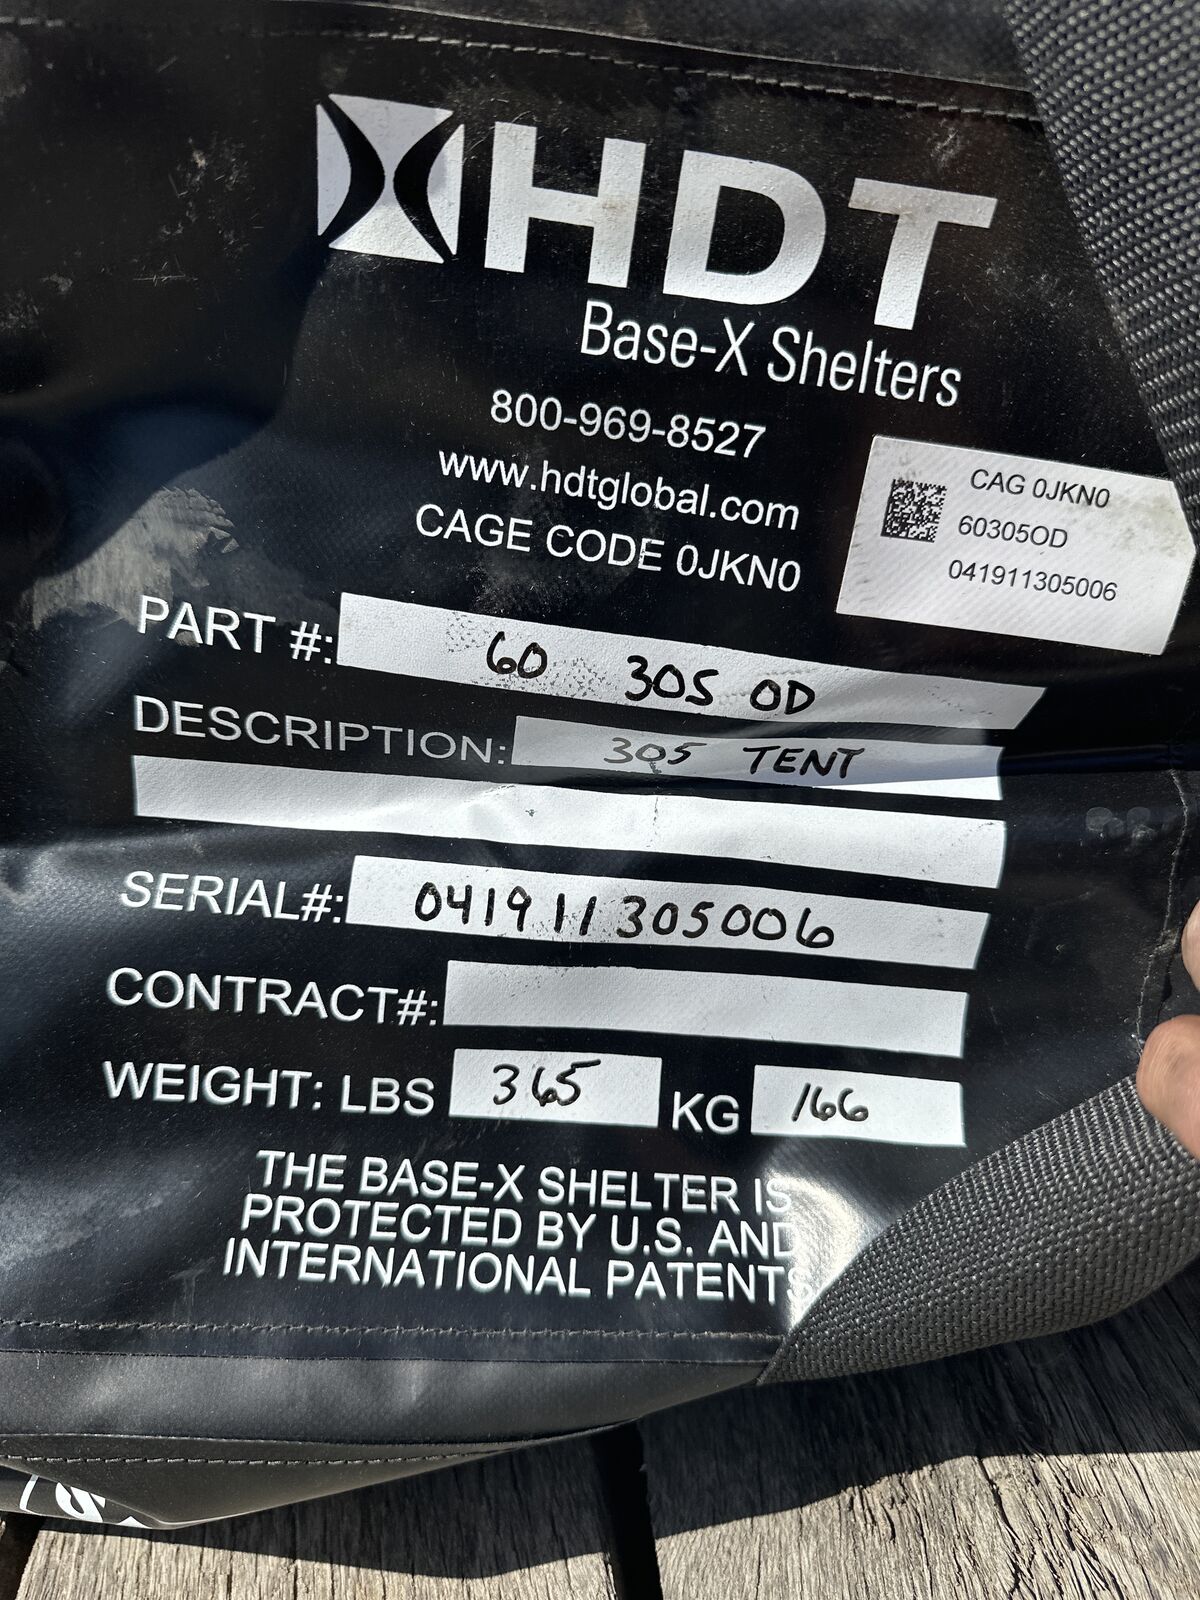 HDT
Base-X Shelters
800-969-8527
www.hdtglobal.com
CAGE CODE 0JKN0
CAG 0JKN0
60305OD
041911305006
PART #: 60 305 OD
DESCRIPTION: 305 TENT
SERIAL#: 041911305006
CONTRACT#:
WEIGHT: LBS 365 KG 166
THE BASE-X SHELTER IS
PROTECTED BY U.S. AND
INTERNATIONAL PATENTS